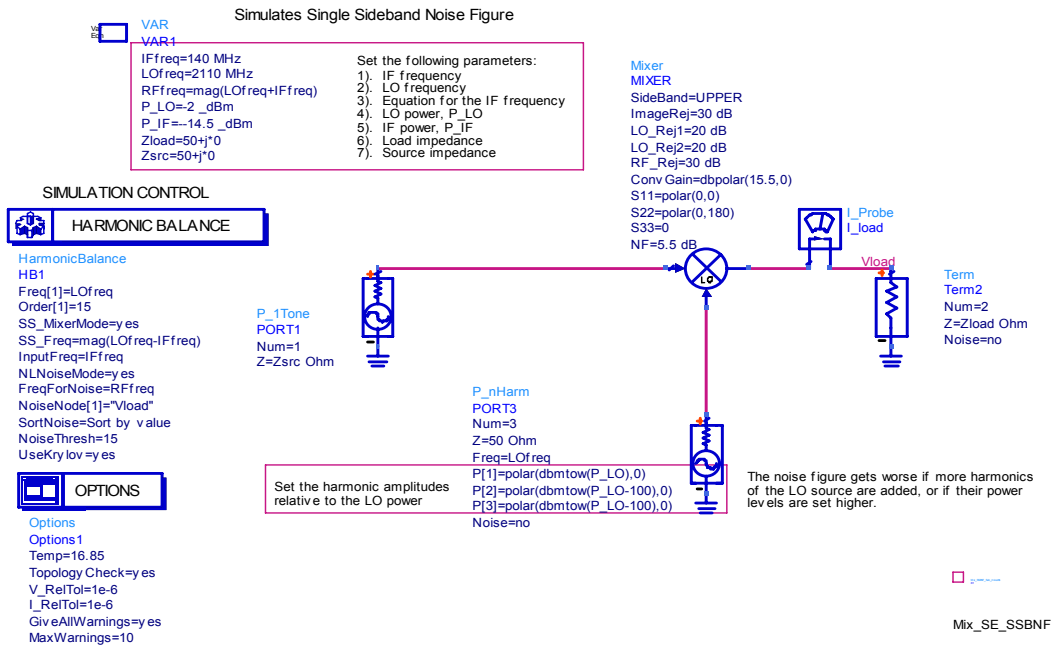 Simulates Single Sideband Noise Figure
Var
Eqn
VAR
VAR1
IFfreq=140 MHz
LOfreq=2110 MHz
RFfreq=mag(LOfreq+IFfreq)
P_LO=-2 _dBm
P_IF=--14.5 _dBm
Zload=50+j*0
Zsrc=50+j*0
Set the following parameters:
1). IF frequency
2). LO frequency
3). Equation for the IF frequency
4). LO power, P_LO
5). IF power, P_IF
6). Load impedance
7). Source impedance
Mixer
MIXER
SideBand=UPPER
ImageRej=30 dB
LO_Rej1=20 dB
LO_Rej2=20 dB
RF_Rej=30 dB
ConvGain=dbpolar(15.5,0)
S11=polar(0,0)
S22=polar(0,180)
S33=0
NF=5.5 dB
LO
I_Probe
I_load
Vload
Term
Term2
Num=2
Z=Zload Ohm
Noise=no
SIMULATION CONTROL
HARMONIC BALANCE
HarmonicBalance
HB1
Freq[1]=LOfreq
Order[1]=15
SS_MixerMode=yes
SS_Freq=mag(LOfreq-IFfreq)
InputFreq=IFfreq
NLNoiseMode=yes
FreqForNoise=RFfreq
NoiseNode[1]="Vload"
SortNoise=Sort by value
NoiseThresh=15
UseKrylov=yes
P_1Tone
PORT1
Num=1
Z=Zsrc Ohm
P_nHarm
PORT3
Num=3
Z=50 Ohm
Freq=LOfreq
P[1]=polar(dbmtow(P_LO),0)
P[2]=polar(dbmtow(P_LO-100),0)
P[3]=polar(dbmtow(P_LO-100),0)
Noise=no
Set the harmonic amplitudes
relative to the LO power
The noise figure gets worse if more harmonics
of the LO source are added, or if their power
levels are set higher.
OPTIONS
Options
Options1
Temp=16.85
TopologyCheck=yes
V_RelTol=1e-6
I_RelTol=1e-6
GiveAllWarnings=yes
MaxWarnings=10
Mix_SE_SSBNF